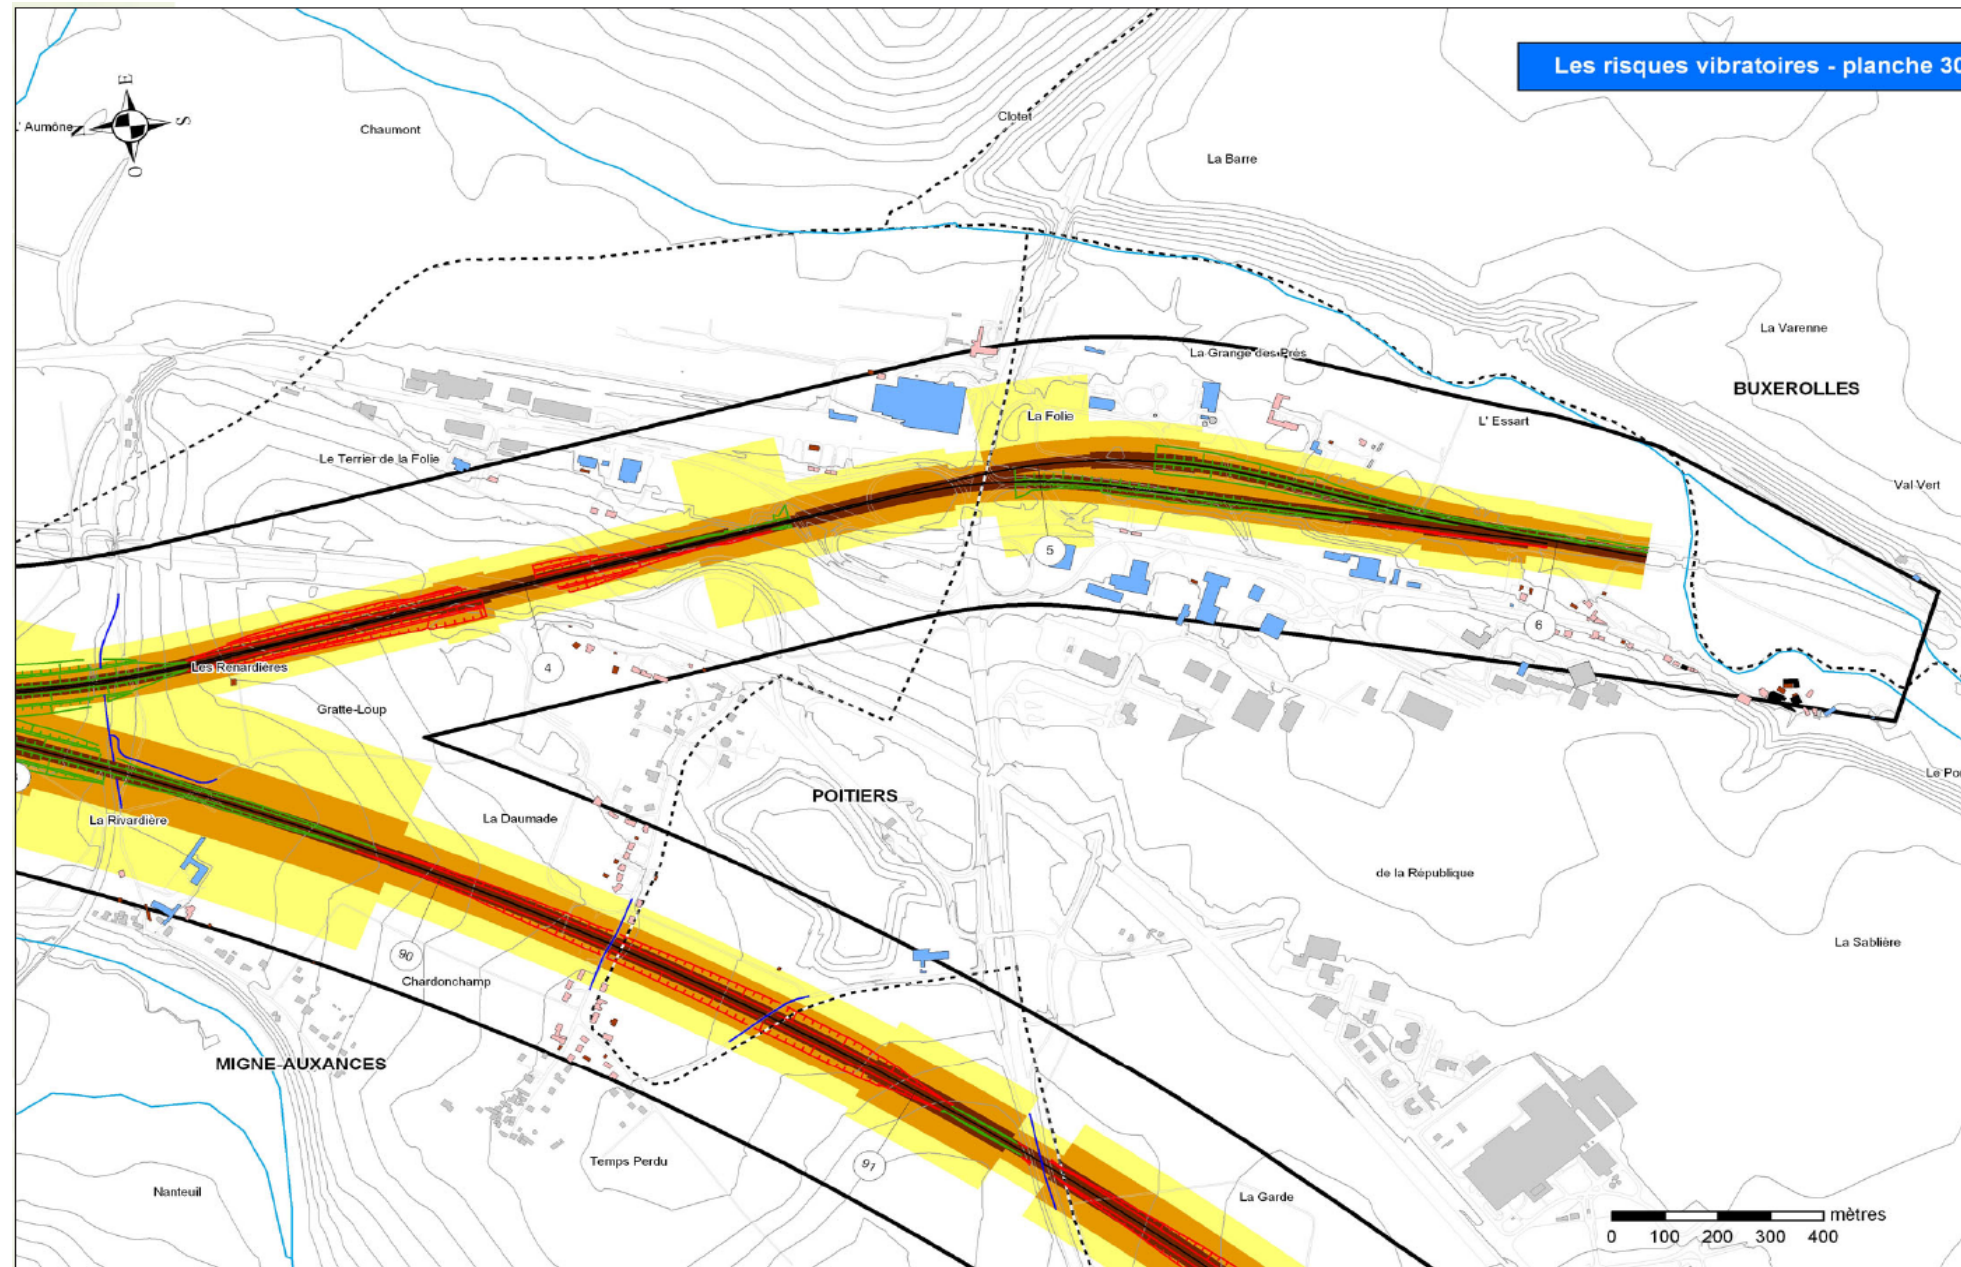 Les risques vibratoires - planche 30
E
N
S
O
L' Aumône
Chaumont
Clotet
La Barre
La Varenne
La Grange des Prés
BUXEROLLES
L' Essart
La Folie
Le Terrier de la Folie
Val Vert
5
6
4
Les Renardieres
Gratte-Loup
Le Po
POITIERS
La Rivardière
La Daumade
de la République
La Sablière
90
Chardonchamp
MIGNE-AUXANCES
Temps Perdu
91
Nanteuil
La Garde
mètres
0 100 200 300 400